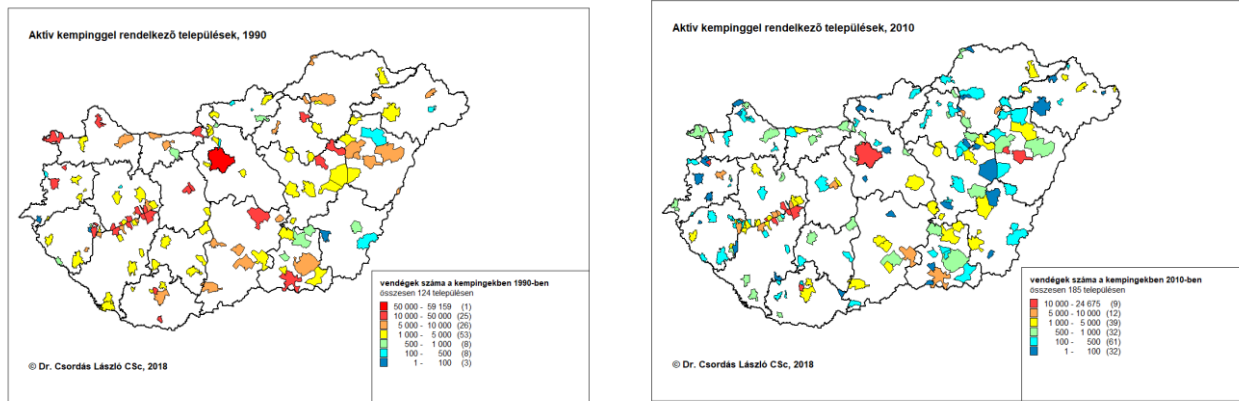 Aktív kempinggel rendelkező települések, 1990
vendégek száma a kempingekben 1990-ben
összesen 124 településen
50 000 - 59 159 (1)
10 000 - 50 000 (25)
5 000 - 10 000 (26)
1 000 - 5 000 (53)
500 - 1 000 (8)
100 - 500 (8)
1 - 100 (3)
© Dr. Csordás László CSc, 2018
Aktív kempinggel rendelkező települések, 2010
vendégek száma a kempingekben 2010-ben
összesen 185 településen
10 000 - 24 675 (9)
5 000 - 10 000 (12)
1 000 - 5 000 (39)
500 - 1 000 (32)
100 - 500 (61)
1 - 100 (32)
© Dr. Csordás László CSc, 2018